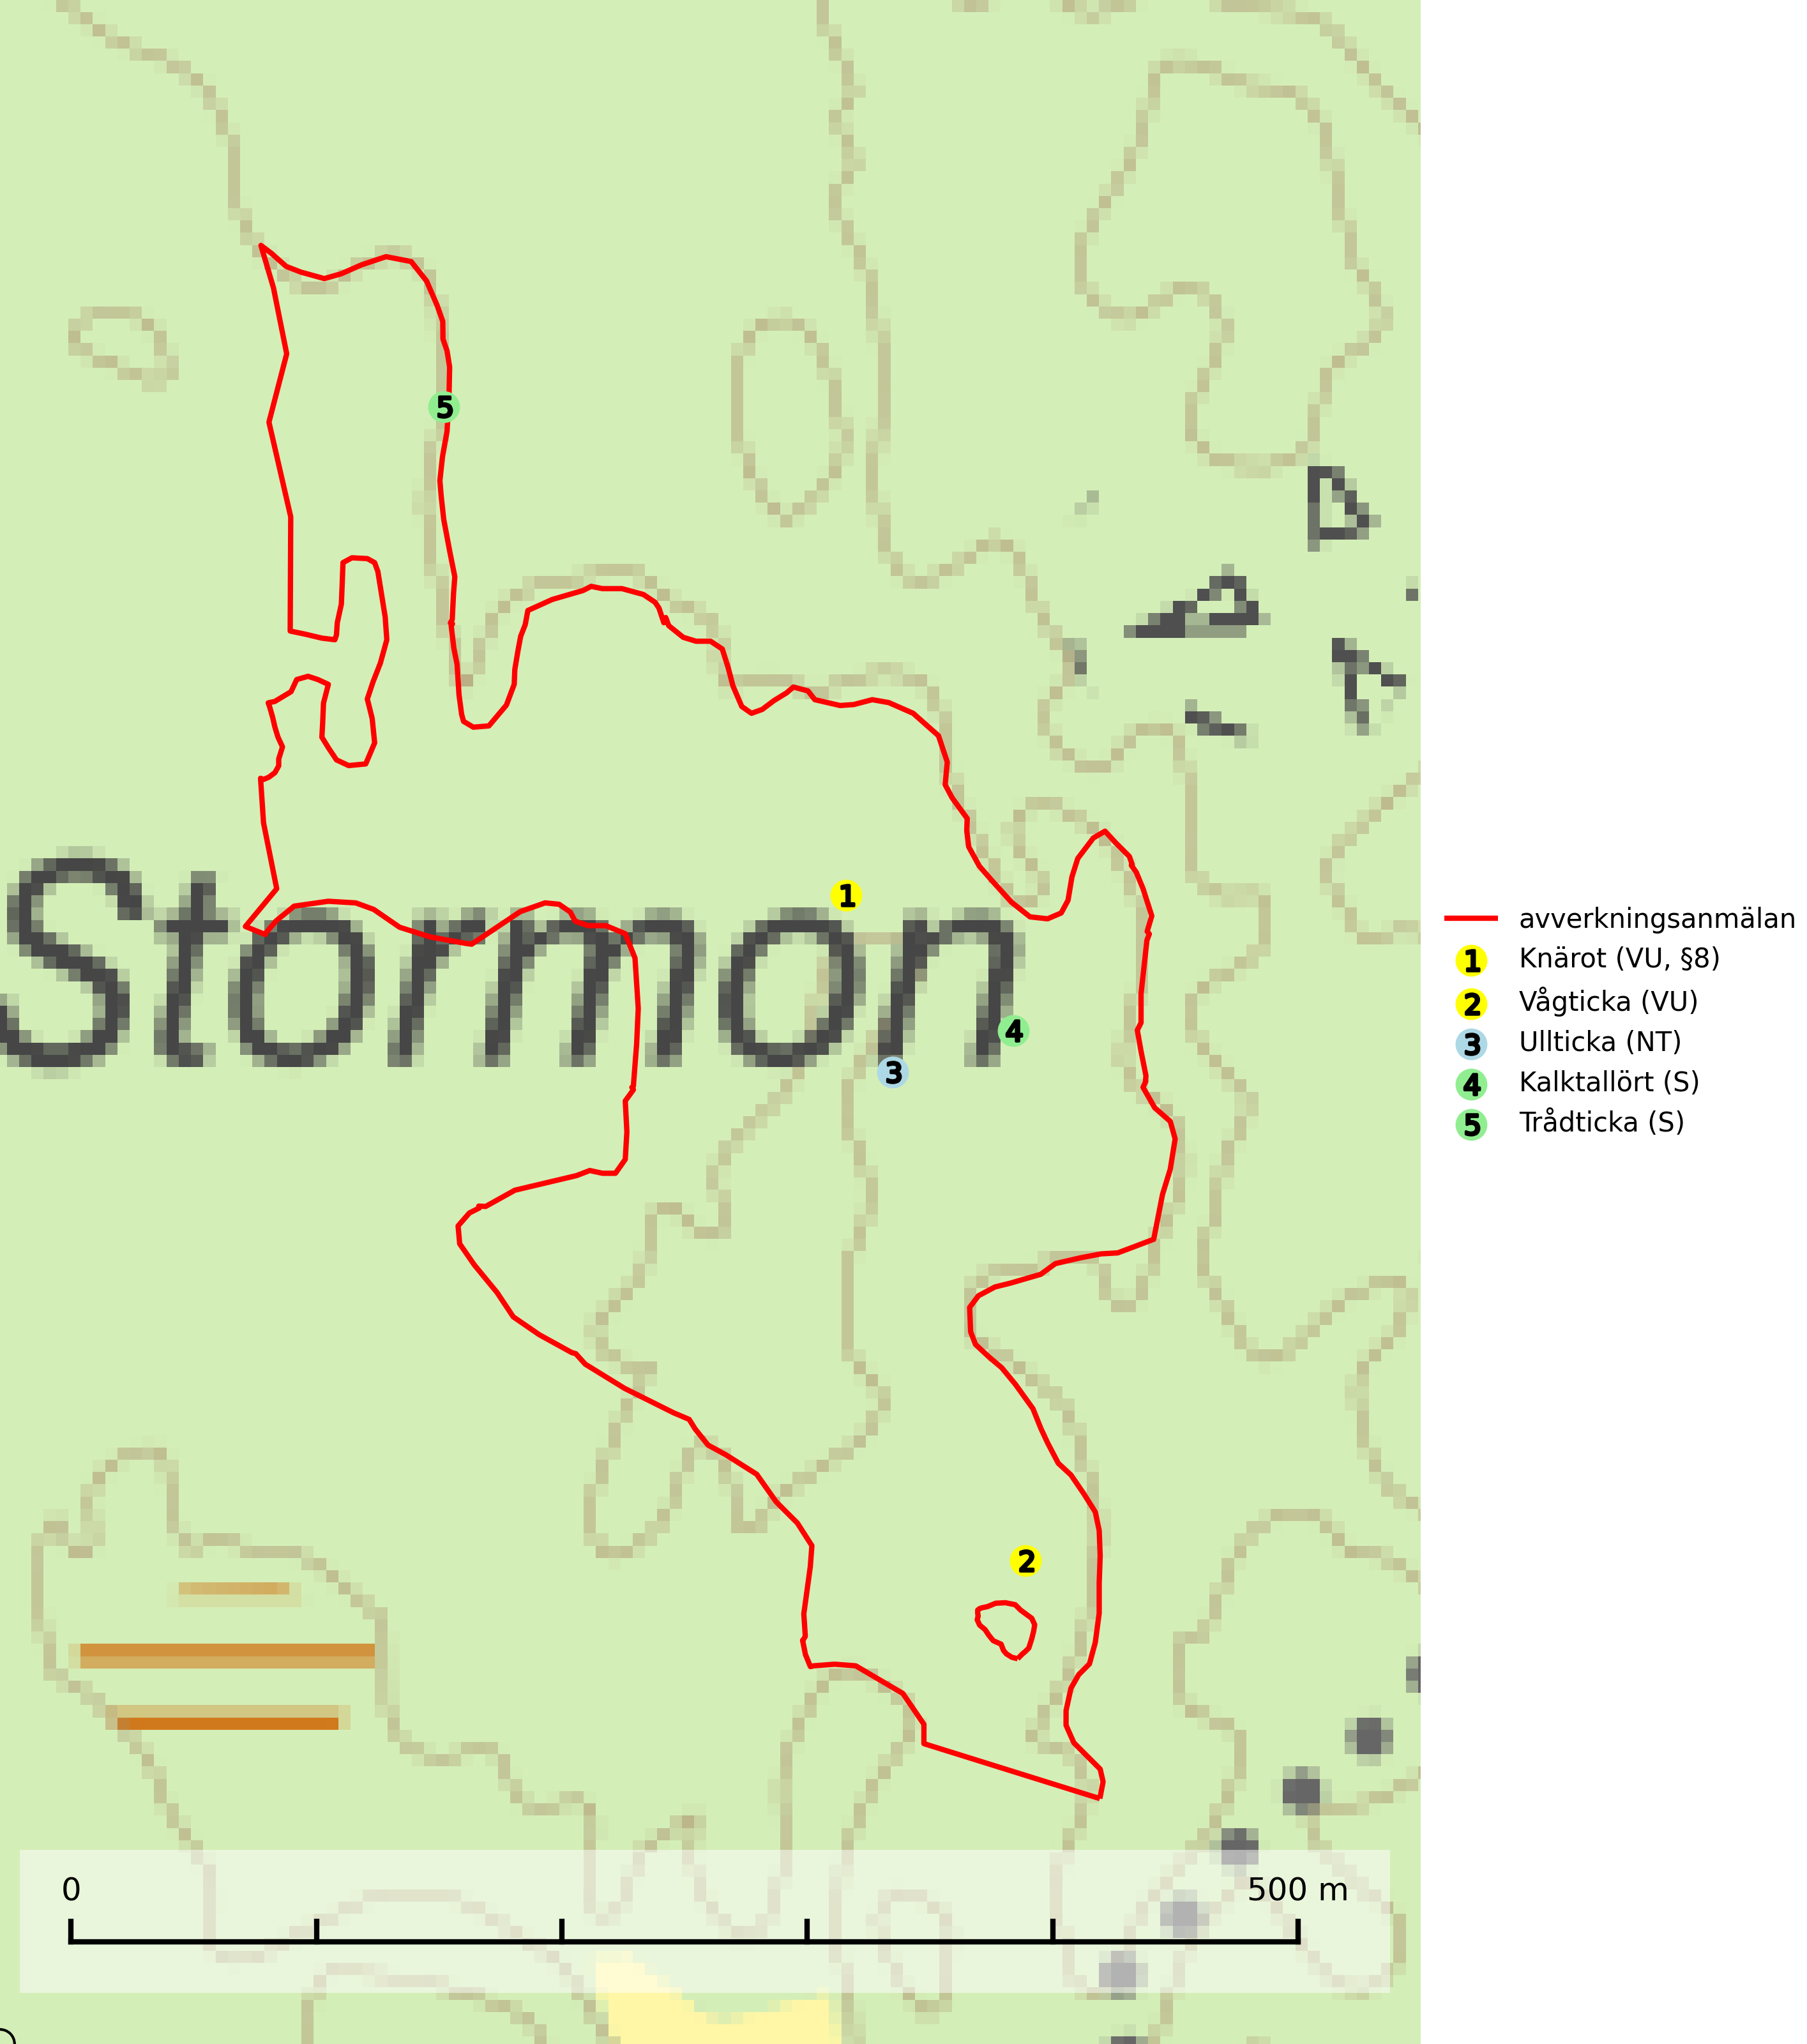 5
1
Stormon
4
3
2
0
500 m
avverkningsanmälan
1 Knärot (VU, §8)
2 Vågticka (VU)
3 Ullticka (NT)
4 Kalktallört (S)
5 Trådticka (S)